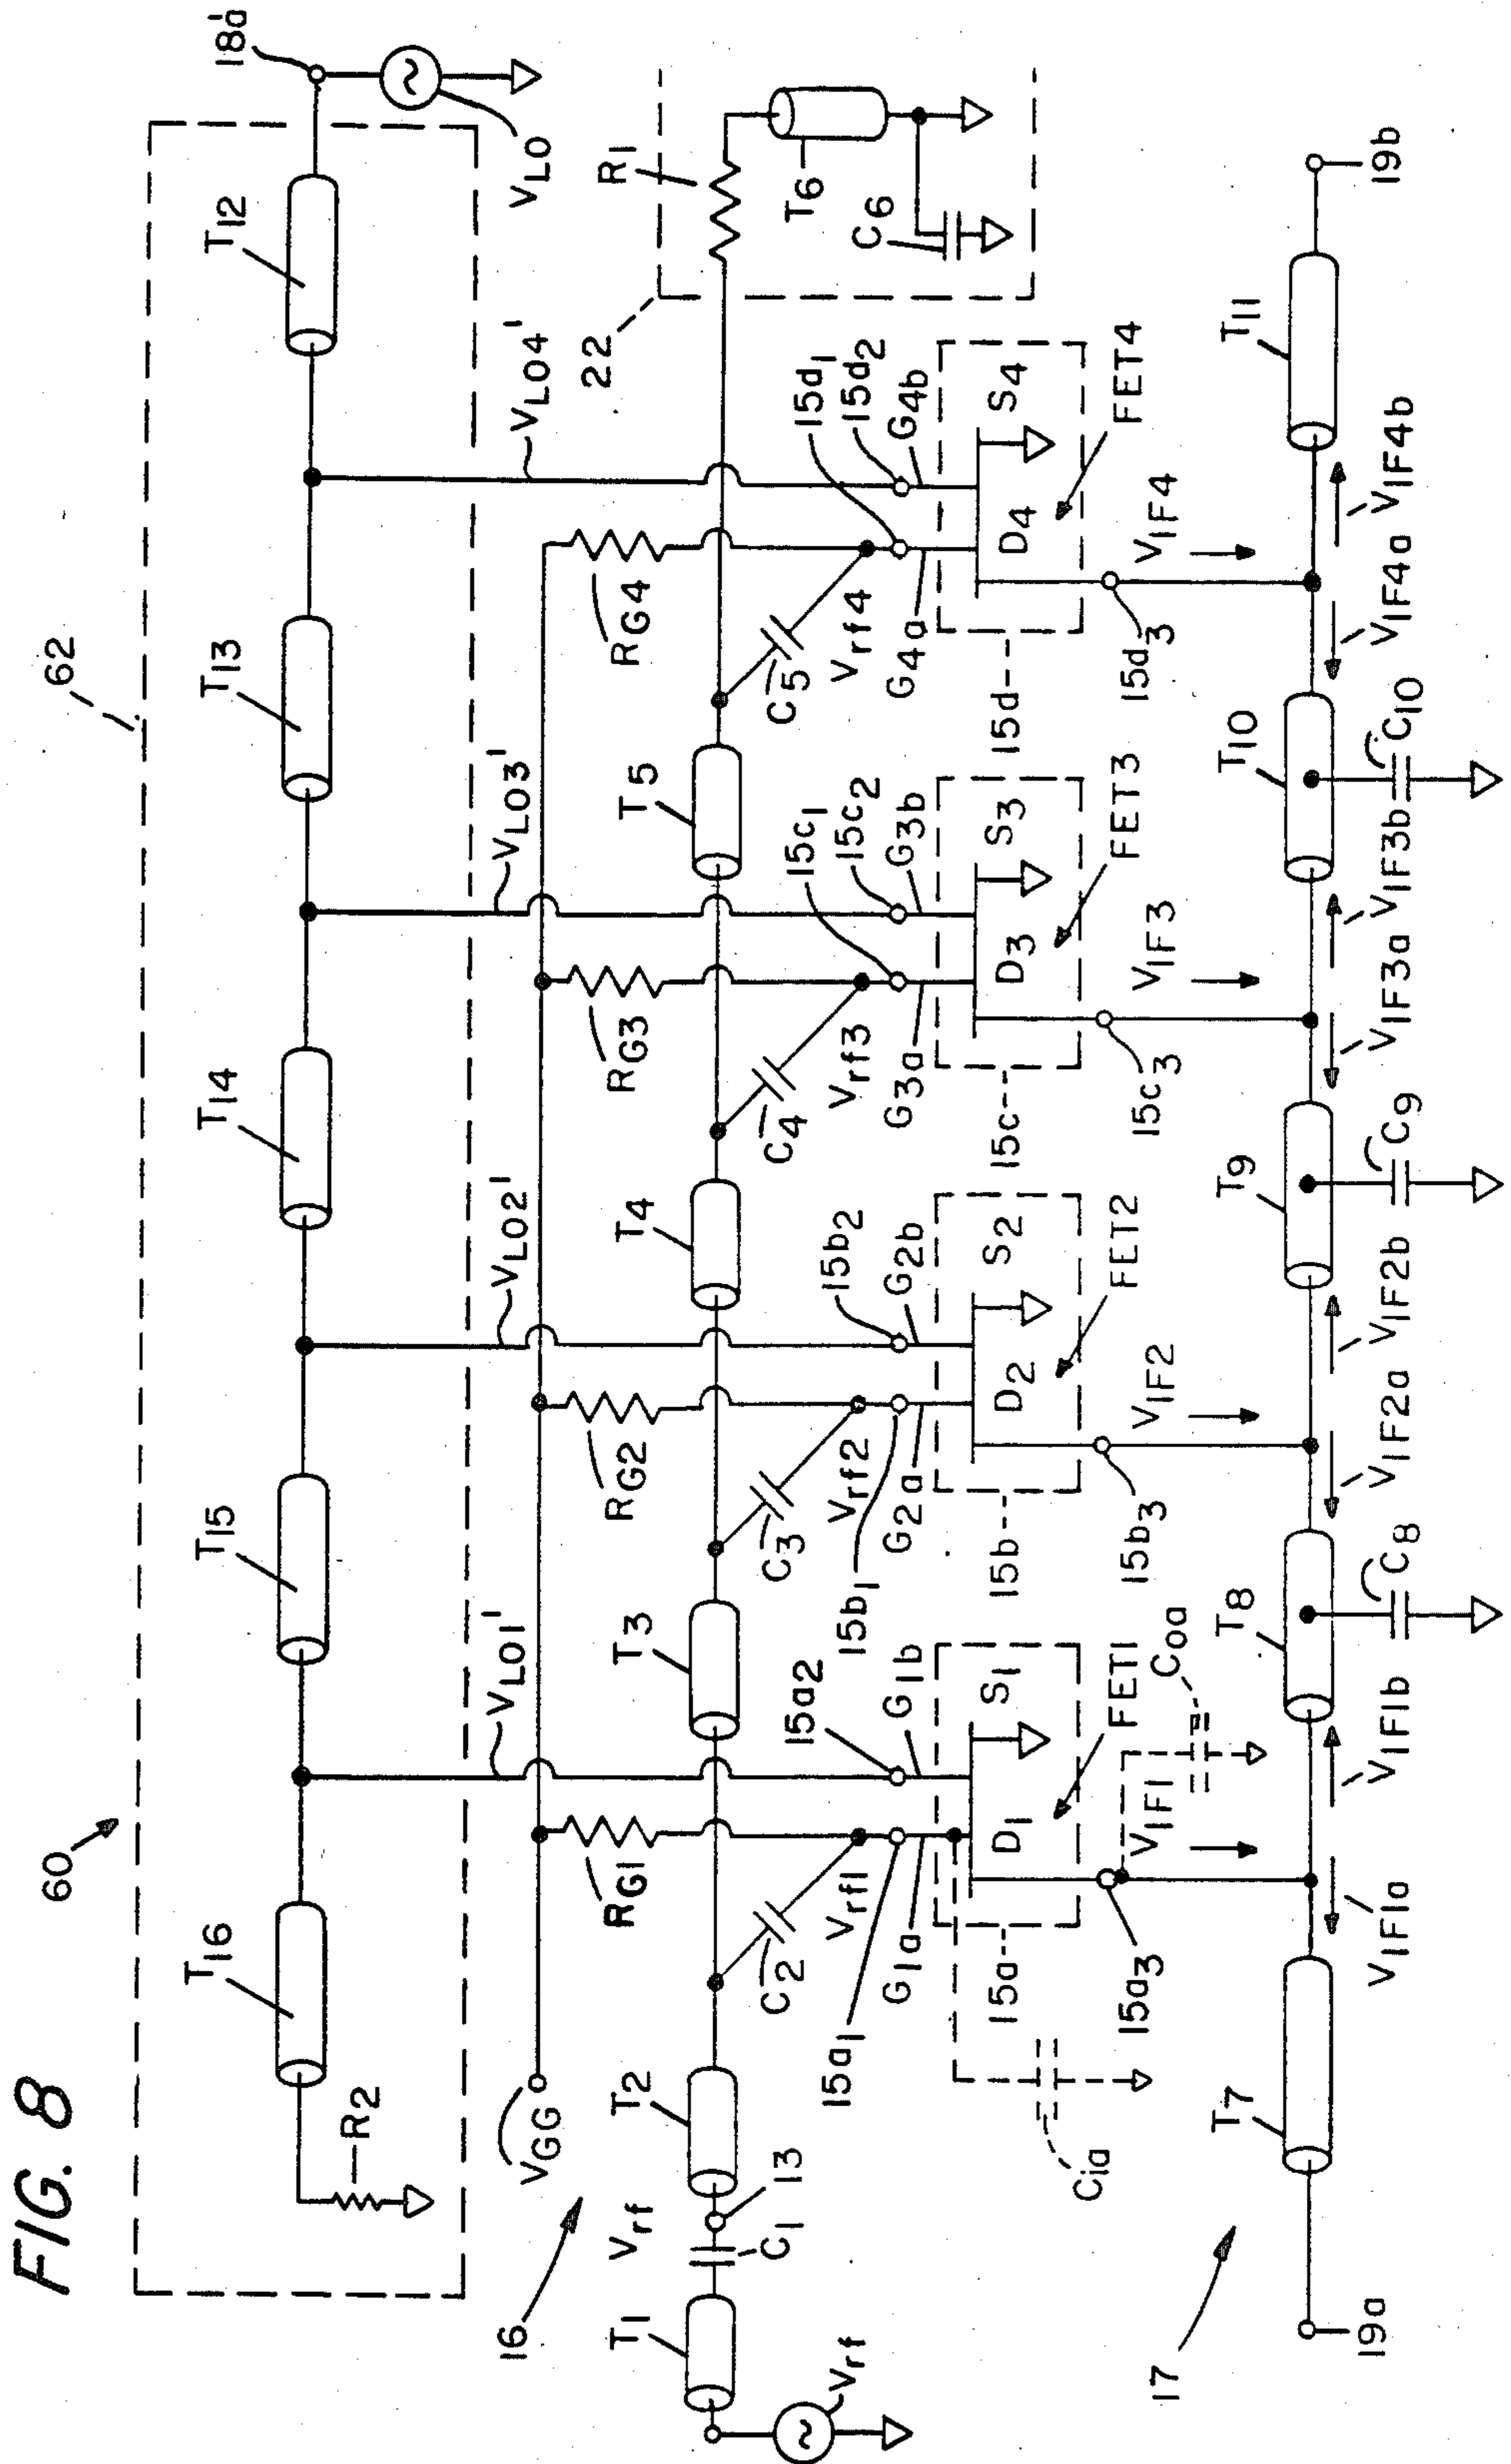 FIG. 8
60
62
T16
T15
T14
T13
T12
18'a
R2
VLO
VLO1'
VLO2'
VLO3'
VLO4'
VGG
16
RG1
RG2
RG3
RG4
22
R1
T6
C6
Vrf
T1
Vrf
C1
13
T2
T3
T4
T5
C2
C3
C4
C5
Vrf1
Vrf2
Vrf3
Vrf4
15a1
15a2
15b1
15b2
15c1
15c2
15d1
15d2
G1a
G1b
G2a
G2b
G3a
G3b
G4a
G4b
15a
15b
15c
15d
D1
S1
D2
S2
D3
S3
D4
S4
FET1
FET2
FET3
FET4
Cia
Coa
15a3
15b3
15c3
15d3
VIF1
VIF2
VIF3
VIF4
17
19a
T7
T8
T9
T10
T11
19b
C8
C9
C10
VIF1a
VIF1b
VIF2a
VIF2b
VIF3a
VIF3b
VIF4a
VIF4b